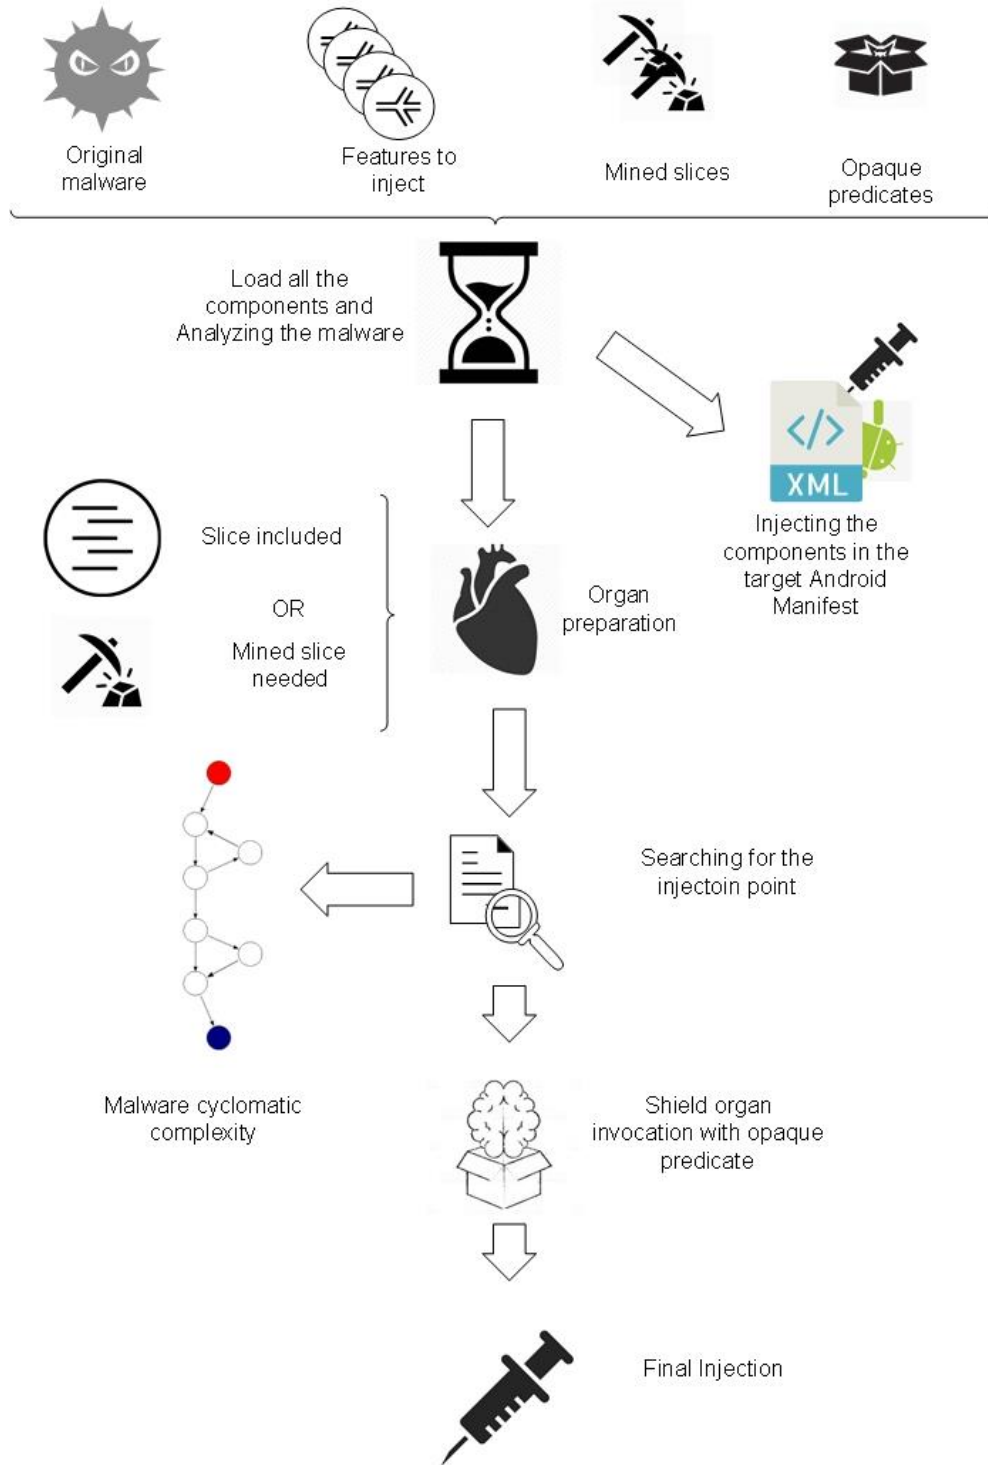 Original
malware
Features to
inject
Mined slices
Opaque
predicates
Load all the
components and
Analyzing the malware
</>
XML
Injecting the
components in the
target Android
Manifest
Slice included
OR
Mined slice
needed
Organ
preparation
Searching for the
injectoin point
Malware cyclomatic
complexity
Shield organ
invocation with opaque
predicate
Final Injection